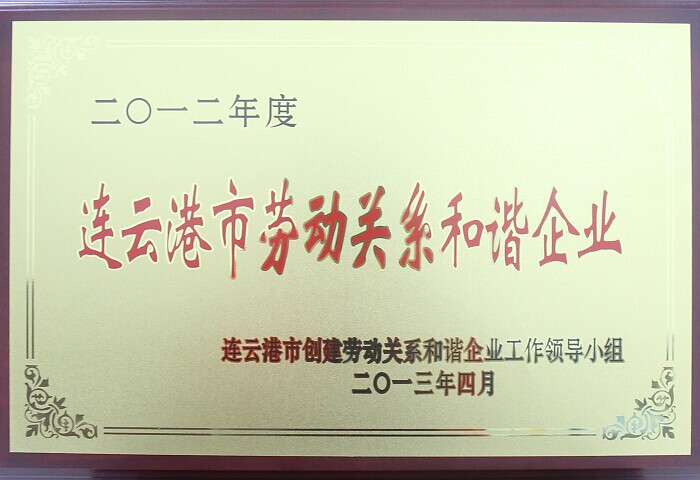 二〇一二年度
连云港市劳动关系和谐企业
连云港市创建劳动关系和谐企业工作领导小组
二〇一三年四月